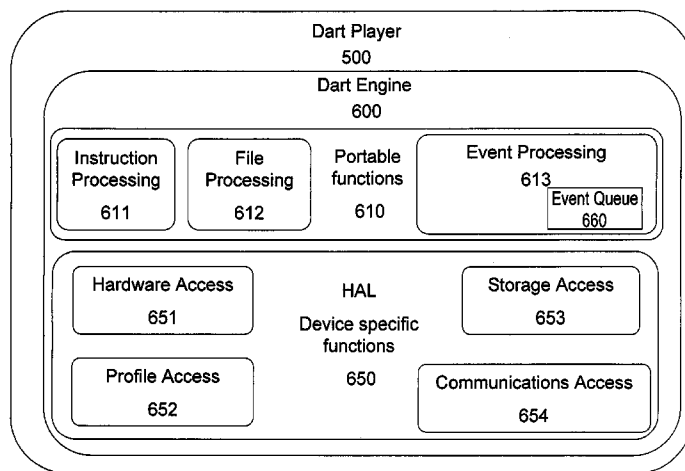 Dart Player
500
Dart Engine
600
Instruction
Processing
611
File
Processing
612
Portable
functions
610
Event Processing
613
Event Queue
660
Hardware Access
651
HAL
Device specific
functions
650
Storage Access
653
Profile Access
652
Communications Access
654